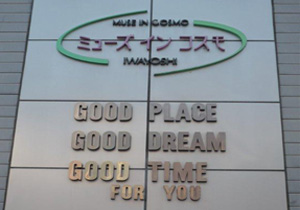 MUSE IN COSMO
ミューズ イン コスモ
IWAYOSHI
GOOD PLACE
GOOD DREAM
GOOD TIME
FOR YOU